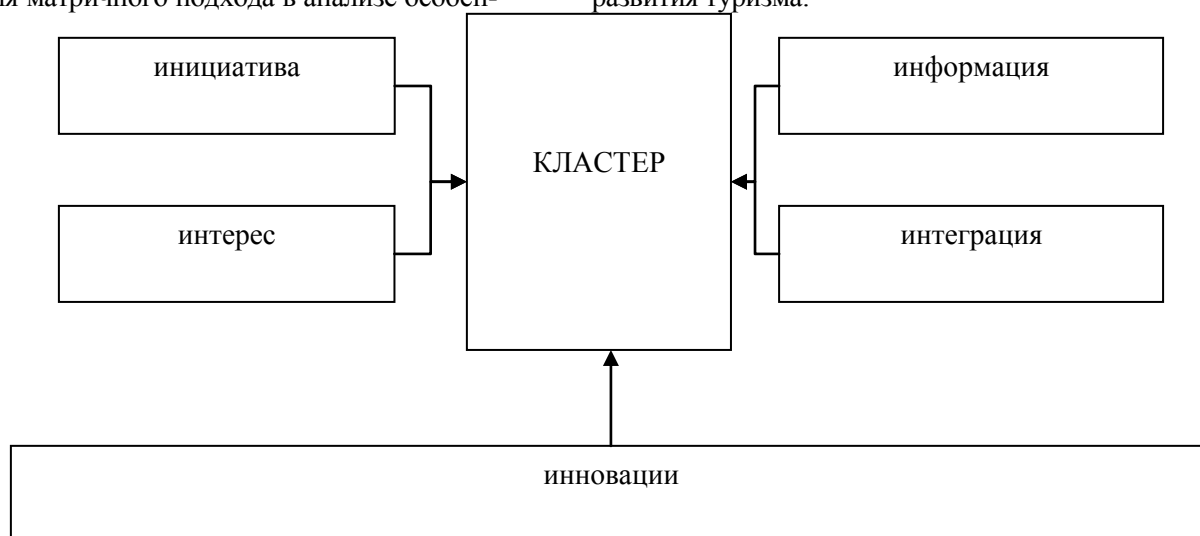 матричного подхода в анализе особен-
развития туризма.
инициатива
информация
КЛАСТЕР
интерес
интеграция
инновации